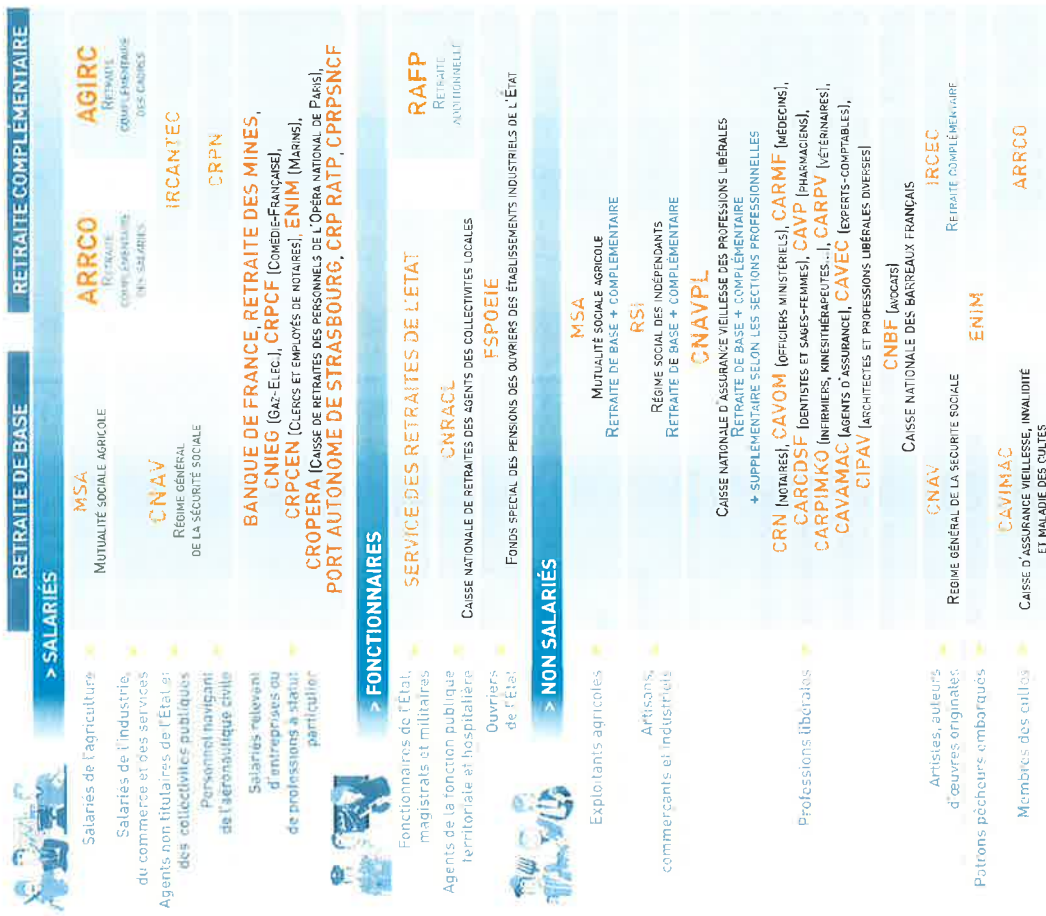 RETRAITE DE BASE
RETRAITE COMPLÉMENTAIRE
> SALARIÉS
Salariés de l'agriculture
MSA
MUTUALITÉ SOCIALE AGRICOLE
ARRCO
RETRAITE
COMPLÉMENTAIRE
DES SALARIÉS
AGIRC
RETRAITE
COMPLÉMENTAIRE
DES CADRES
Salariés de l'industrie,
du commerce et des services
Agents non titulaires de l'État et
des collectivités publiques
Personnel navigant
de l'aéronautique civile
CNAV
RÉGIME GÉNÉRAL
DE LA SÉCURITÉ SOCIALE
IRCANTEC
CRPN
Salariés relevant
d'entreprises ou
de professions à statut
particulier
BANQUE DE FRANCE, RETRAITE DES MINES,
CNIEG (GAZ-ELEC.), CRPCF (COMÉDIE-FRANÇAISE),
CRPCEN (CLERCS ET EMPLOYÉS DE NOTAIRES), ENIM (MARINS),
CROPERA (CAISSE DE RETRAITES DES PERSONNELS DE L'OPÉRA NATIONAL DE PARIS),
PORT AUTONOME DE STRASBOURG, CRP RATP, CPRPSNCF
> FONCTIONNAIRES
Fonctionnaires de l'État,
magistrats et militaires
SERVICE DES RETRAITES DE L'ETAT
RAFP
RETRAITE
ADDITIONNELLE
Agents de la fonction publique
territoriale et hospitalière
CNRACL
CAISSE NATIONALE DE RETRAITES DES AGENTS DES COLLECTIVITES LOCALES
Ouvriers
de l'État
FSPOEIE
FONDS SPECIAL DES PENSIONS DES OUVRIERS DES ÉTABLISSEMENTS INDUSTRIELS DE L'ÉTAT
> NON SALARIÉS
Exploitants agricoles
MSA
MUTUALITÉ SOCIALE AGRICOLE
RETRAITE DE BASE + COMPLEMENTAIRE
Artisans,
commerçants et industriels
RSI
RÉGIME SOCIAL DES INDÉPENDANTS
RETRAITE DE BASE + COMPLEMENTAIRE
Professions libérales
CNAVPL
CAISSE NATIONALE D'ASSURANCE VIEILLESSE DES PROFESSIONS LIBÉRALES
RETRAITE DE BASE + COMPLÉMENTAIRE
+ SUPPLÉMENTAIRE SELON LES SECTIONS PROFESSIONNELLES
CRN (NOTAIRES), CAVOM (OFFICIERS MINISTÉRIELS), CARMF (MÉDECINS),
CARCDSF (DENTISTES ET SAGES-FEMMES), CAVP (PHARMACIENS),
CARPIMKO (INFIRMIERS, KINESITHÉRAPEUTES...), CARPV (VÉTÉRINAIRES),
CAVAMAC (AGENTS D'ASSURANCE), CAVEC (EXPERTS-COMPTABLES),
CIPAV (ARCHITECTES ET PROFESSIONS LIBÉRALES DIVERSES)
CNBF (AVOCATS)
CAISSE NATIONALE DES BARREAUX FRANÇAIS
Artistes, auteurs
d'œuvres originales
CNAV
REGIME GÉNÉRAL DE LA SECURITE SOCIALE
IRCEC
RETRAITE COMPLÉMENTAIRE
Patrons pêcheurs embarqués
ENIM
Membres des cultes
CAVIMAC
CAISSE D'ASSURANCE VIEILLESSE, INVALIDITÉ
ET MALADIE DES CULTES
ARRCO